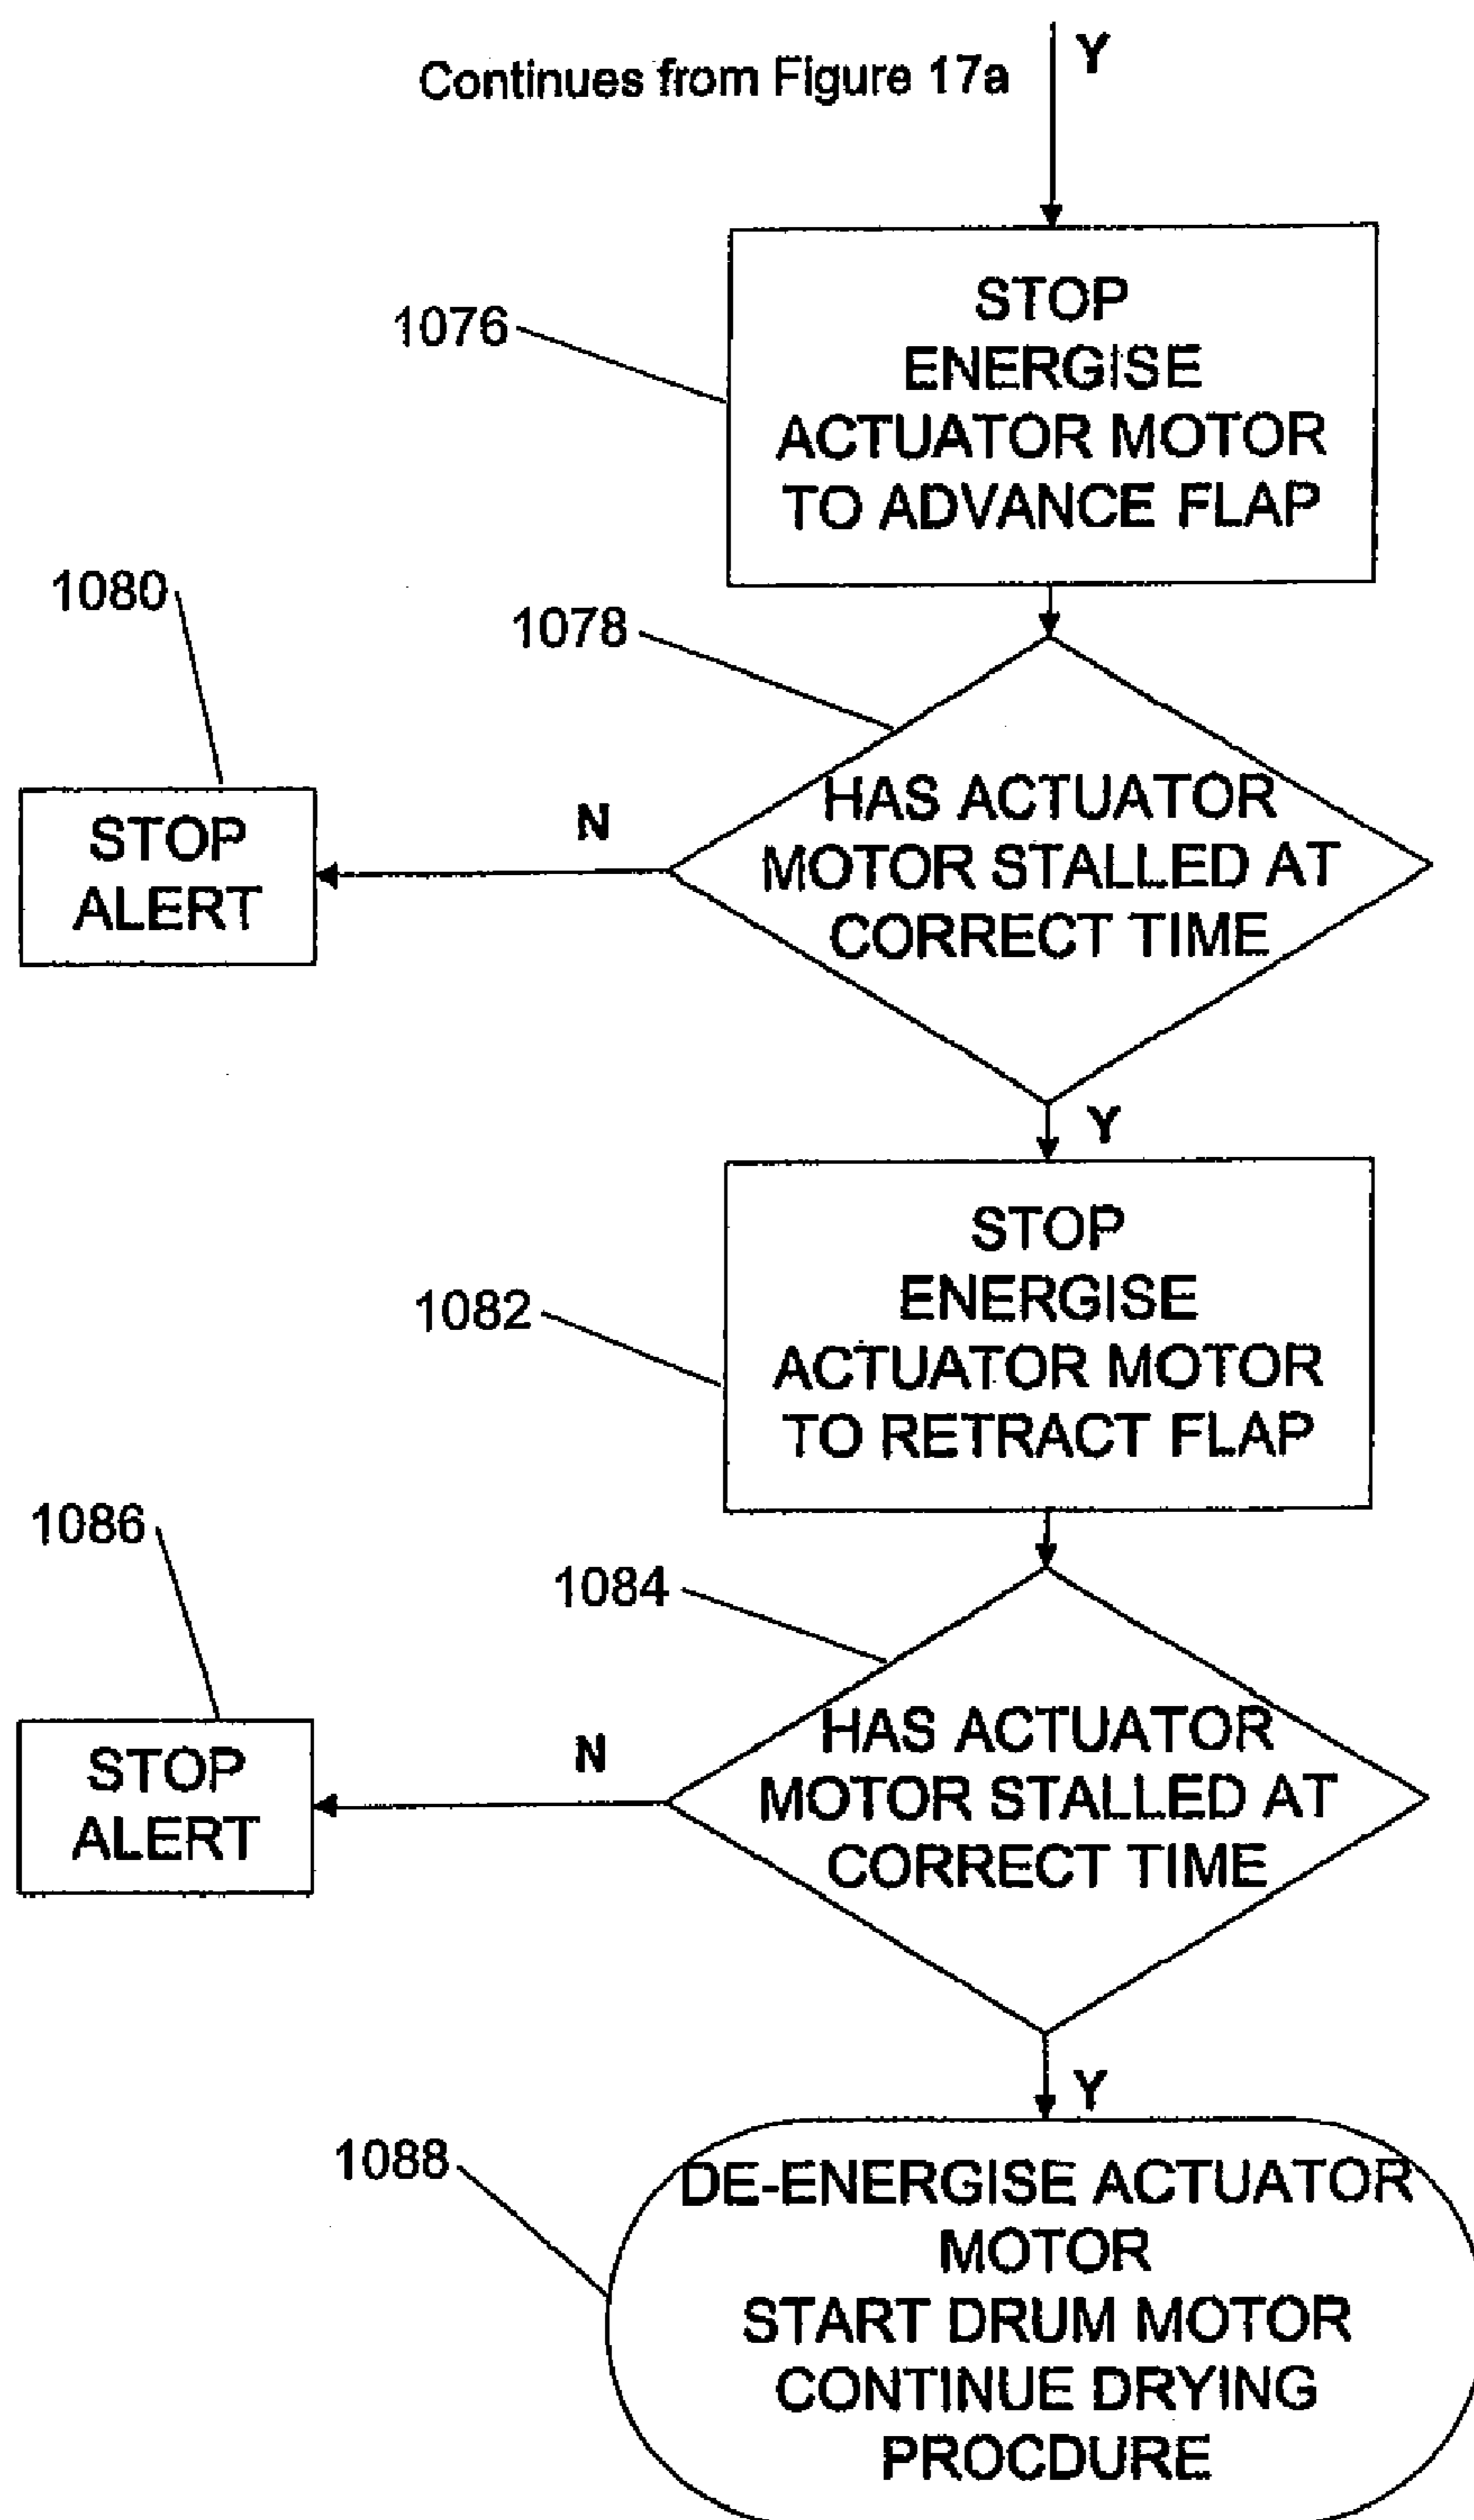 Continues from Figure 17a
Y
1076
STOP
ENERGISE
ACTUATOR MOTOR
TO ADVANCE FLAP
1080
1078
HAS ACTUATOR
MOTOR STALLED AT
CORRECT TIME
N
STOP
ALERT
Y
1082
STOP
ENERGISE
ACTUATOR MOTOR
TO RETRACT FLAP
1086
1084
HAS ACTUATOR
MOTOR STALLED AT
CORRECT TIME
N
STOP
ALERT
Y
1088
DE-ENERGISE ACTUATOR
MOTOR
START DRUM MOTOR
CONTINUE DRYING
PROCDURE